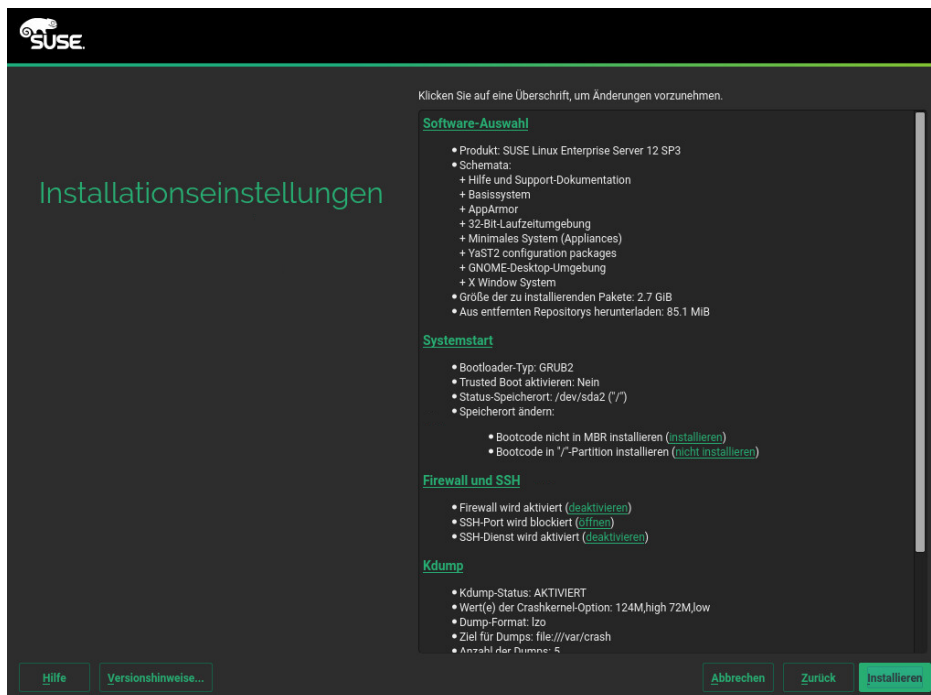 SUSE.
Klicken Sie auf eine Überschrift, um Änderungen vorzunehmen.
Installationseinstellungen
Software-Auswahl
• Produkt: SUSE Linux Enterprise Server 12 SP3
• Schemata:
+ Hilfe und Support-Dokumentation
+ Basissystem
+ AppArmor
+ 32-Bit-Laufzeitumgebung
+ Minimales System (Appliances)
+ YaST2 configuration packages
+ GNOME-Desktop-Umgebung
+ X Window System
• Größe der zu installierenden Pakete: 2.7 GiB
• Aus entfernten Repositorys herunterladen: 85.1 MiB
Systemstart
• Bootloader-Typ: GRUB2
• Trusted Boot aktivieren: Nein
• Status-Speicherort: /dev/sda2 ("/")
• Speicherort ändern:
• Bootcode nicht in MBR installieren (installieren)
• Bootcode in "/"-Partition installieren (nicht installieren)
Firewall und SSH
• Firewall wird aktiviert (deaktivieren)
• SSH-Port wird blockiert (öffnen)
• SSH-Dienst wird aktiviert (deaktivieren)
Kdump
• Kdump-Status: AKTIVIERT
• Wert(e) der Crashkernel-Option: 124M,high 72M,low
• Dump-Format: lzo
• Ziel für Dumps: file:///var/crash
• Anzahl der Dumps: 5
Hilfe
Versionshinweise...
Abbrechen
Zurück
Installieren